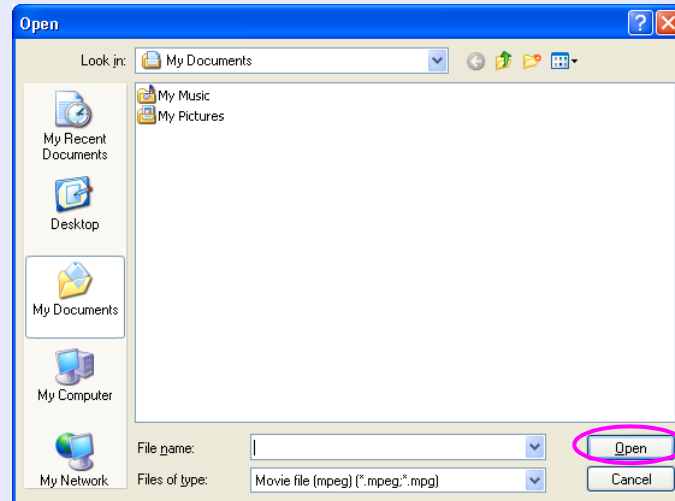 Open
Look in:
My Documents
My Music
My Pictures
My Recent
Documents
Desktop
My Documents
My Computer
My Network
File name:
Open
Files of type:
Movie file (mpeg) (*.mpeg;*.mpg)
Cancel